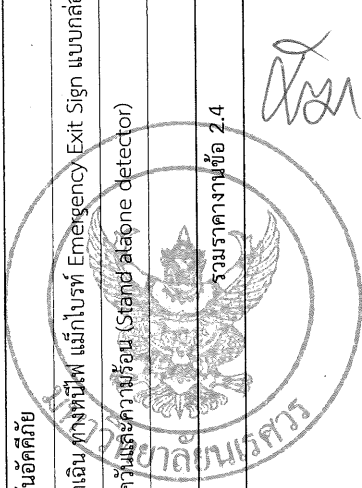 นอัคคีภัย
เฉิน ทางหนีไฟ แม็กไบรท์ Emergency Exit Sign แบบกล่อ
ควันและความร้อน (Stand alaone detector)
รวมราคางานข้อ 2.4
มหาวิทยาลัยนเรศวร